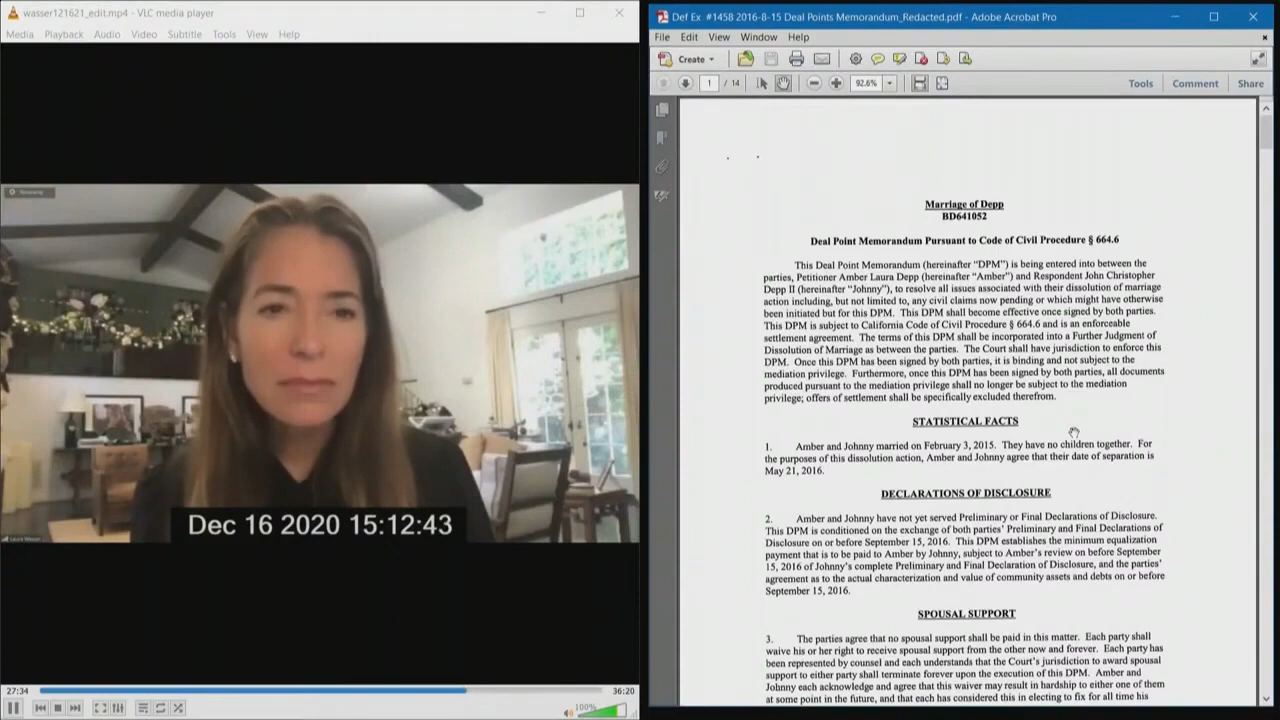 wasser121621_edit.mp4 - VLC media player
Media Playback Audio Video Subtitle Tools View Help
Dec 16 2020 15:12:43
27:34
36:20
100%
Def Ex #1458 2016-8-15 Deal Points Memorandum_Redacted.pdf - Adobe Acrobat Pro
File Edit View Window Help
Create
1 / 14
92.6%
Tools Comment Share
Marriage of Depp
BD641052
Deal Point Memorandum Pursuant to Code of Civil Procedure § 664.6
This Deal Point Memorandum (hereinafter “DPM”) is being entered into between the
parties, Petitioner Amber Laura Depp (hereinafter “Amber”) and Respondent John Christopher
Depp II (hereinafter “Johnny”), to resolve all issues associated with their dissolution of marriage
action including, but not limited to, any civil claims now pending or which might have otherwise
been initiated but for this DPM. This DPM shall become effective once signed by both parties.
This DPM is subject to California Code of Civil Procedure § 664.6 and is an enforceable
settlement agreement. The terms of this DPM shall be incorporated into a Further Judgment of
Dissolution of Marriage as between the parties. The Court shall have jurisdiction to enforce this
DPM. Once this DPM has been signed by both parties, it is binding and not subject to the
mediation privilege. Furthermore, once this DPM has been signed by both parties, all documents
produced pursuant to the mediation privilege shall no longer be subject to the mediation
privilege; offers of settlement shall be specifically excluded therefrom.
STATISTICAL FACTS
1. Amber and Johnny married on February 3, 2015. They have no children together. For
the purposes of this dissolution action, Amber and Johnny agree that their date of separation is
May 21, 2016.
DECLARATIONS OF DISCLOSURE
2. Amber and Johnny have not yet served Preliminary or Final Declarations of Disclosure.
This DPM is conditioned on the exchange of both parties’ Preliminary and Final Declarations of
Disclosure on or before September 15, 2016. This DPM establishes the minimum equalization
payment that is to be paid to Amber by Johnny, subject to Amber’s review on before September
15, 2016 of Johnny’s complete Preliminary and Final Declaration of Disclosure, and the parties’
agreement as to the actual characterization and value of community assets and debts on or before
September 15, 2016.
SPOUSAL SUPPORT
3. The parties agree that no spousal support shall be paid in this matter. Each party shall
waive his or her right to receive spousal support from the other now and forever. Each party has
been represented by counsel and each understands that the Court’s jurisdiction to award spousal
support to either party shall terminate forever upon the execution of this DPM. Amber and
Johnny each acknowledge and agree that this waiver may result in hardship to either one of them
at some point in the future, and that each has considered this in electing to fix for all time his